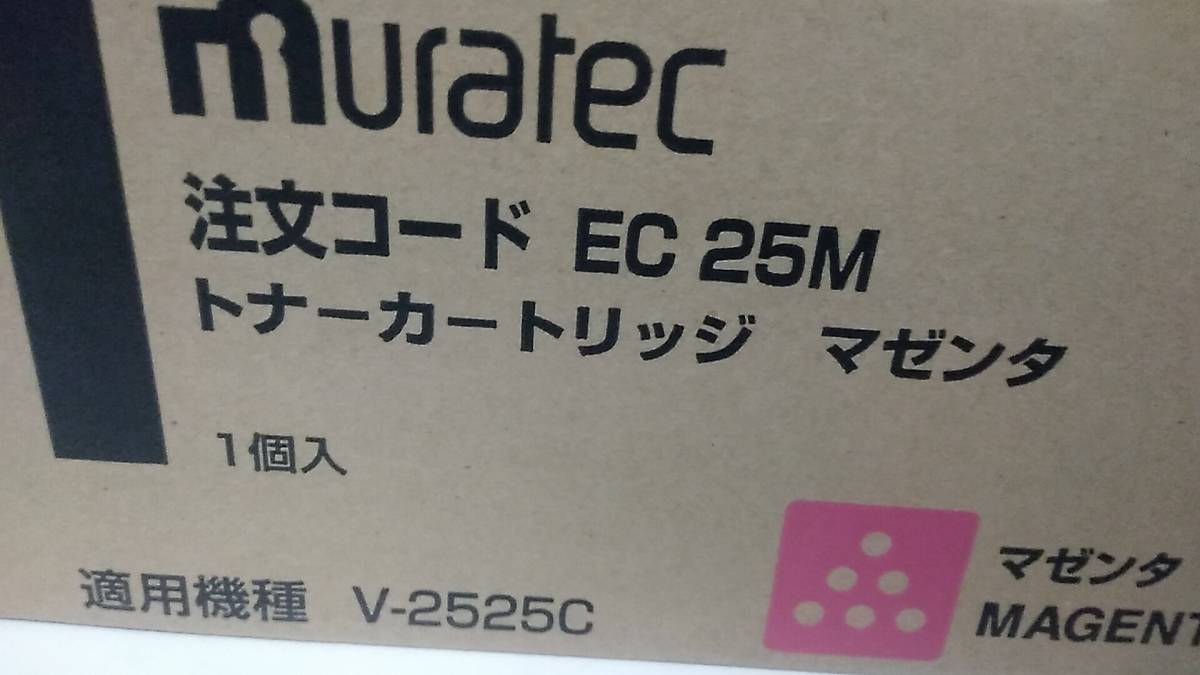 muratec
注文コード EC 25M
トナーカートリッジ マゼンタ
1個入
適用機種 V-2525C
マゼンタ
MAGENT